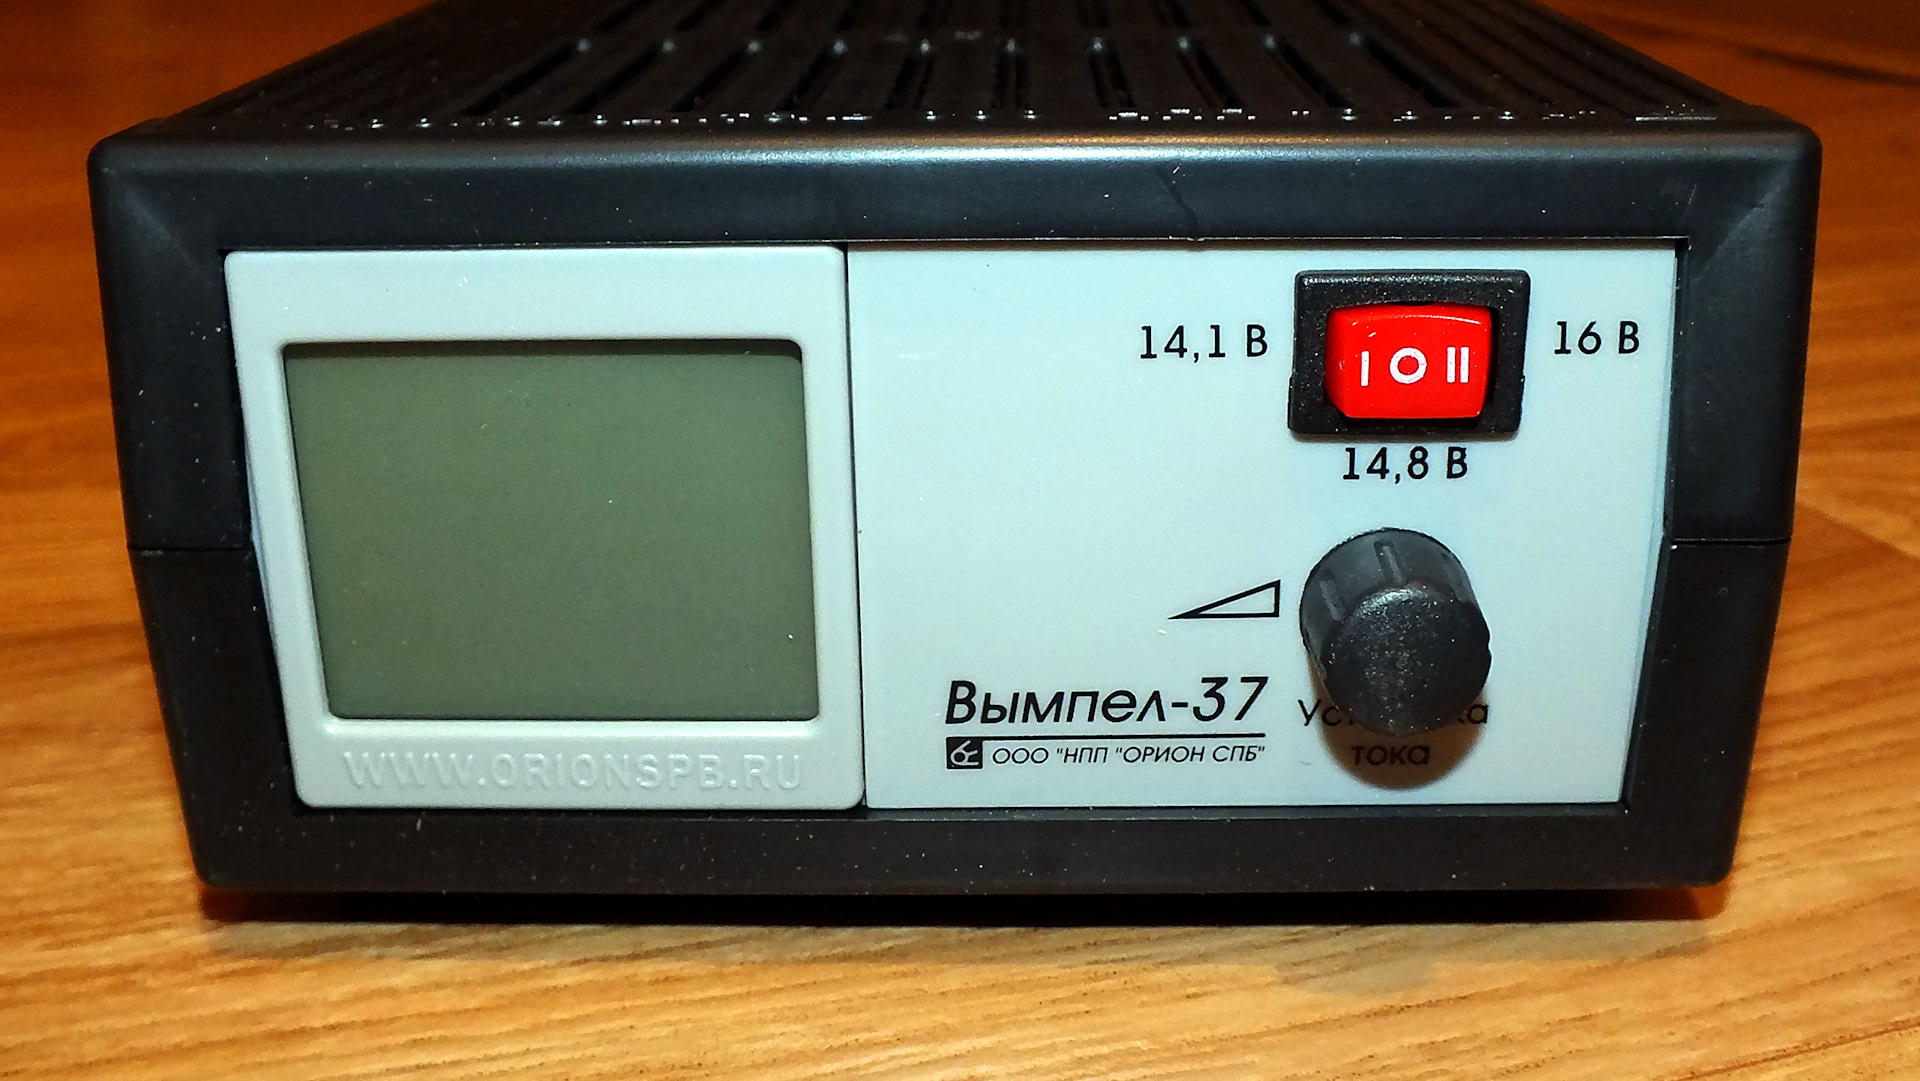 14,1 В
I O II
16 В
14,8 В
Вымпел-37
ООО "НПП "ОРИОН СПБ"
тока
WWW.ORIONSPB.RU